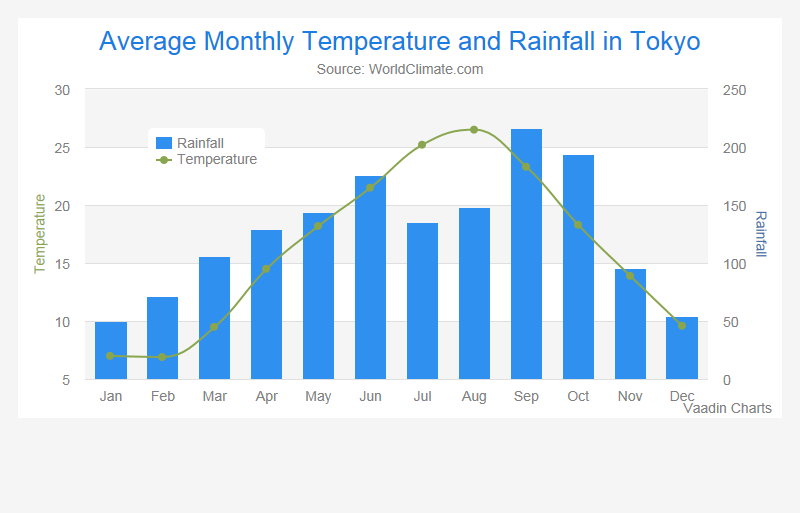 Average Monthly Temperature and Rainfall in Tokyo
Source: WorldClimate.com
Temperature
30
25
20
15
10
5
Rainfall
Temperature
250
200
150
100
50
0
Rainfall
Jan Feb Mar Apr May Jun Jul Aug Sep Oct Nov Dec
Vaadin Charts